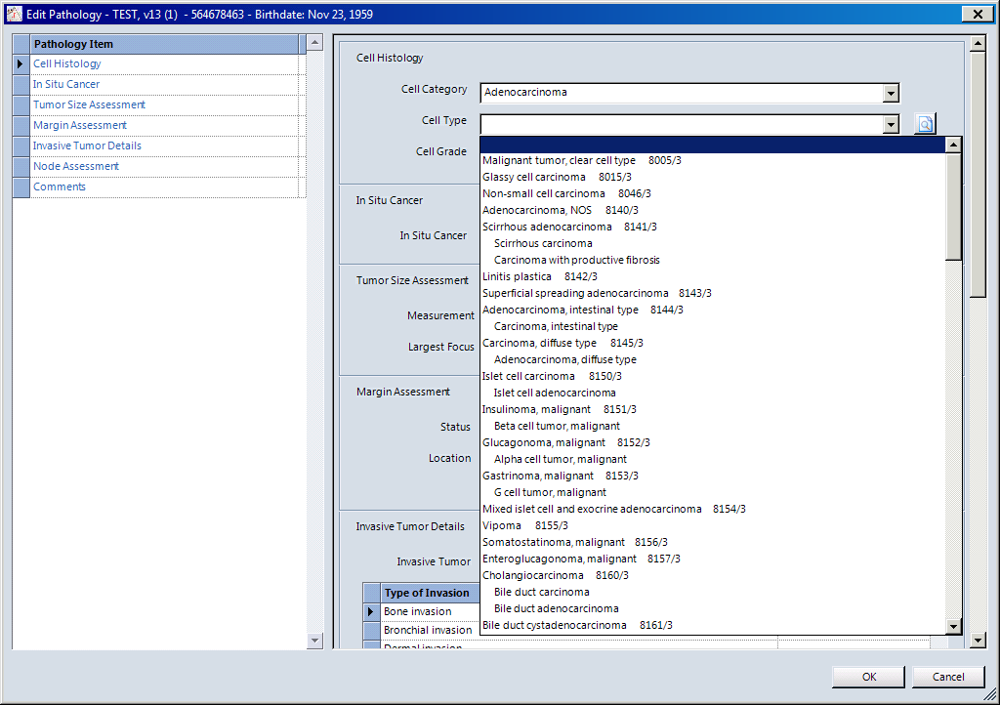 Edit Pathology - TEST, v13 (1)  - 564678463 - Birthdate: Nov 23, 1959
Pathology Item
Cell Histology
In Situ Cancer
Tumor Size Assessment
Margin Assessment
Invasive Tumor Details
Node Assessment
Comments
Cell Histology
Cell Category Adenocarcinoma
Cell Type
Cell Grade
In Situ Cancer
In Situ Cancer
Tumor Size Assessment
Measurement
Largest Focus
Margin Assessment
Status
Location
Invasive Tumor Details
Invasive Tumor
Type of Invasion
Bone invasion
Bronchial invasion
Dermal invasion
Malignant tumor, clear cell type 8005/3
Glassy cell carcinoma 8015/3
Non-small cell carcinoma 8046/3
Adenocarcinoma, NOS 8140/3
Scirrhous adenocarcinoma 8141/3
Scirrhous carcinoma
Carcinoma with productive fibrosis
Linitis plastica 8142/3
Superficial spreading adenocarcinoma 8143/3
Adenocarcinoma, intestinal type 8144/3
Carcinoma, intestinal type
Carcinoma, diffuse type 8145/3
Adenocarcinoma, diffuse type
Islet cell carcinoma 8150/3
Islet cell adenocarcinoma
Insulinoma, malignant 8151/3
Beta cell tumor, malignant
Glucagonoma, malignant 8152/3
Alpha cell tumor, malignant
Gastrinoma, malignant 8153/3
G cell tumor, malignant
Mixed islet cell and exocrine adenocarcinoma 8154/3
Vipoma 8155/3
Somatostatinoma, malignant 8156/3
Enteroglucagonoma, malignant 8157/3
Cholangiocarcinoma 8160/3
Bile duct carcinoma
Bile duct adenocarcinoma
Bile duct cystadenocarcinoma 8161/3
OK
Cancel